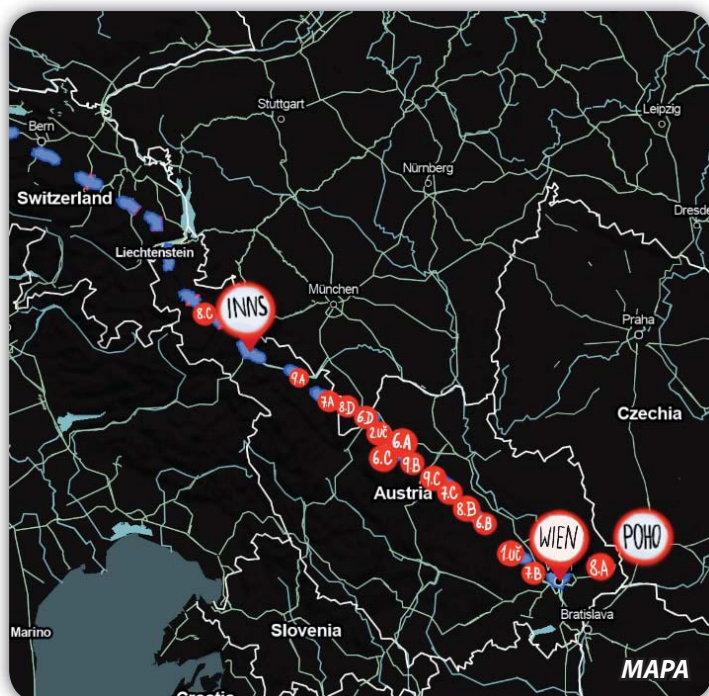 Stuttgart
Leipzig
Bern
Nürnberg
Dresde
Switzerland
Liechtenstein
München
INNS
8.C
Praha
9.A
7.A
8.D
6.D
Czechia
2.uč
6.A
6.C
9.B
9.C
Austria
7.C
8.B
6.B
WIEN
POHO
1.uč
7.B
8.A
Bratislava
Marino
Slovenia
MAPA
Croatia